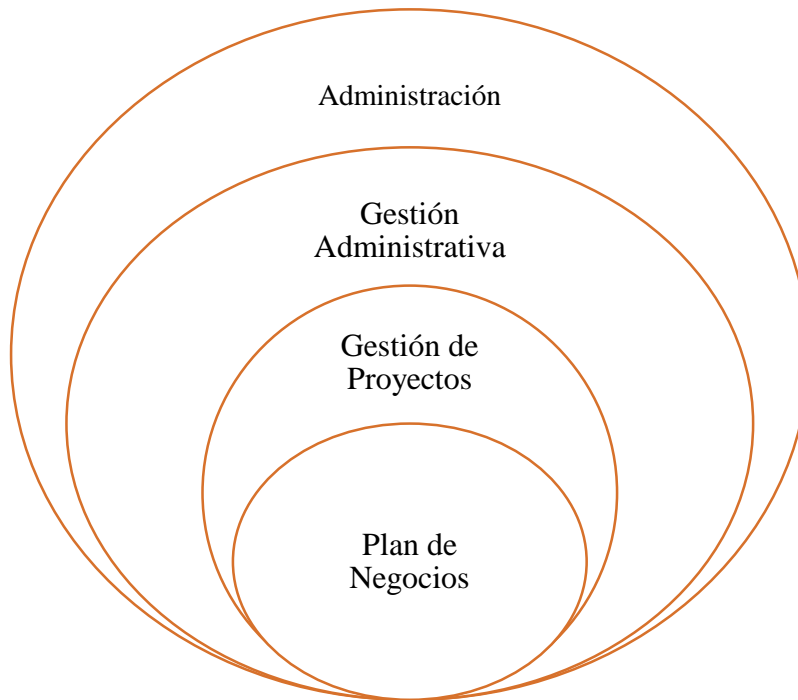 Administración
Gestión
Administrativa
Gestión de
Proyectos
Plan de
Negocios